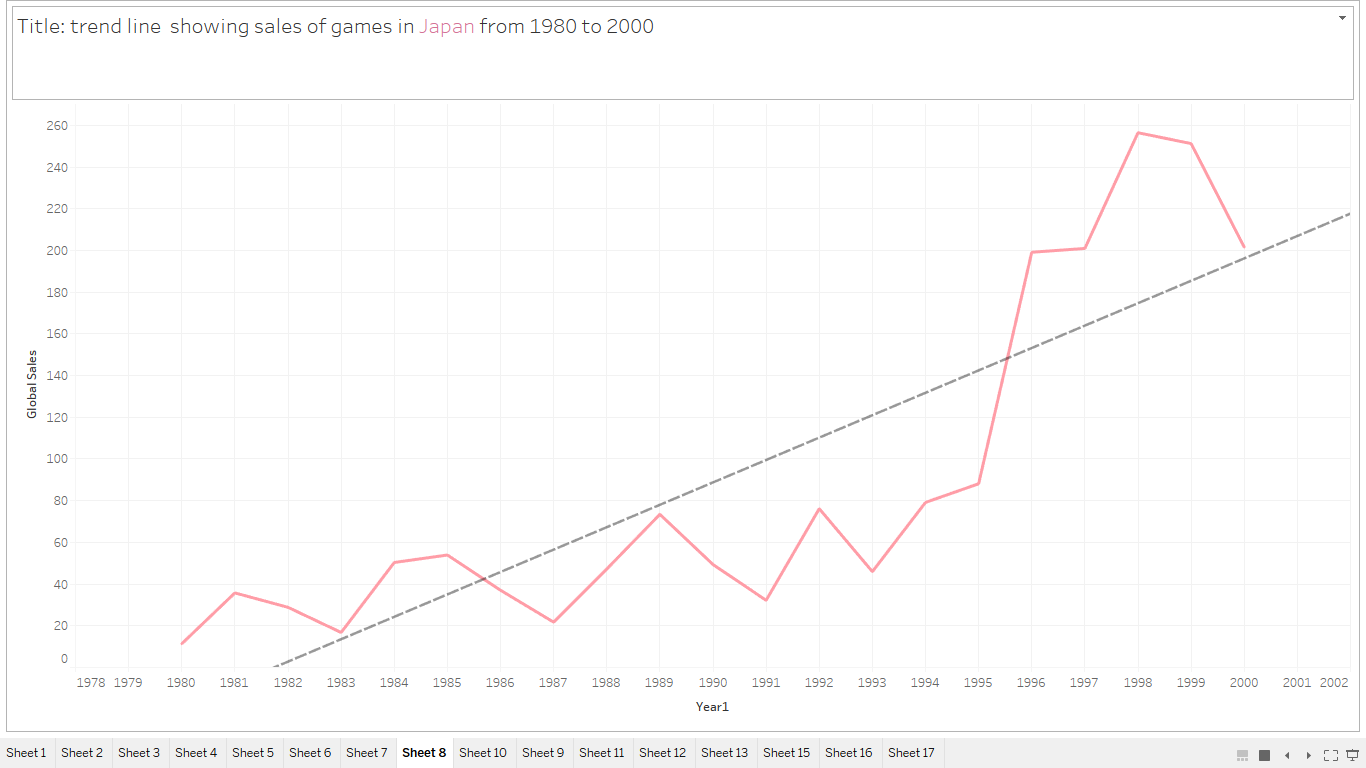 Title: trend line  showing sales of games in Japan from 1980 to 2000
260
240
220
200
180
160
140
120
100
80
60
40
20
0
Global Sales
1978 1979 1980 1981 1982 1983 1984 1985 1986 1987 1988 1989 1990 1991 1992 1993 1994 1995 1996 1997 1998 1999 2000 2001 2002
Year1
Sheet 1 Sheet 2 Sheet 3 Sheet 4 Sheet 5 Sheet 6 Sheet 7 Sheet 8 Sheet 10 Sheet 9 Sheet 11 Sheet 12 Sheet 13 Sheet 15 Sheet 16 Sheet 17